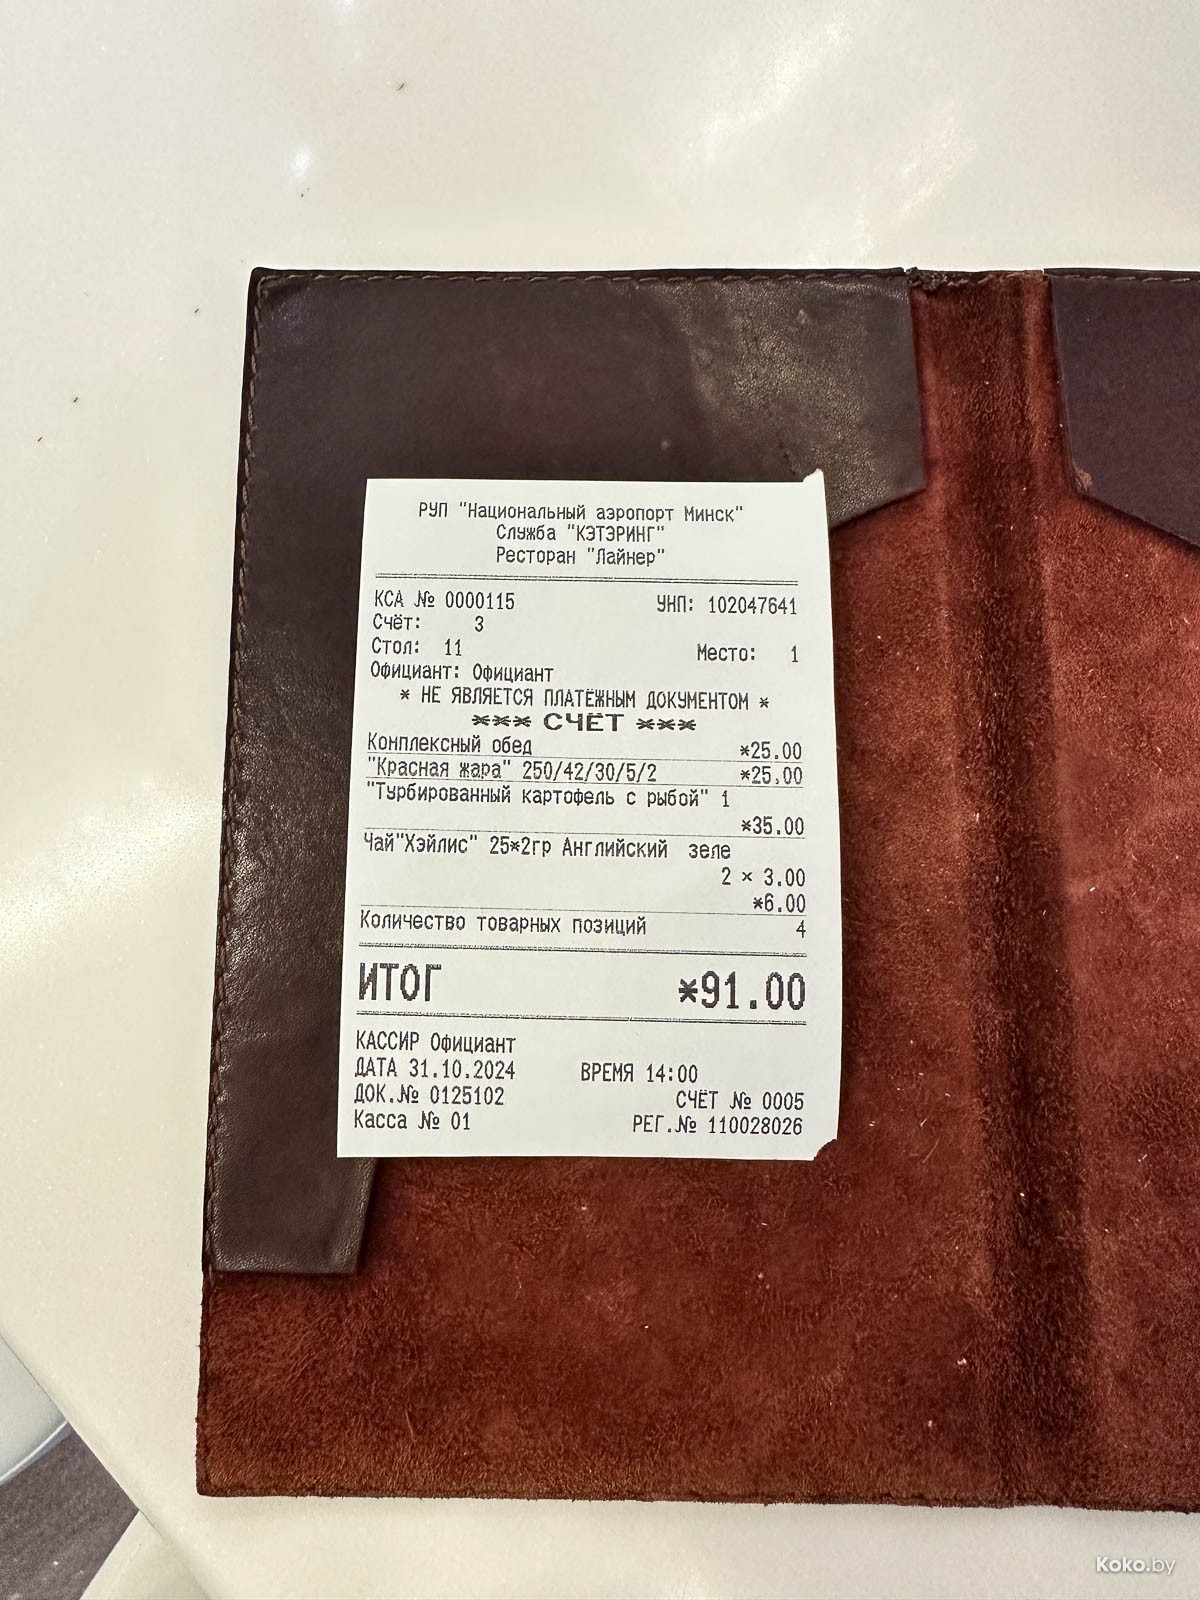 РУП "Национальный аэропорт Минск"
Служба "КЭТЭРИНГ"
Ресторан "Лайнер"
КСА № 0000115 УНП: 102047641
Счёт: 3
Стол: 11 Место: 1
Официант: Официант
* НЕ ЯВЛЯЕТСЯ ПЛАТЁЖНЫМ ДОКУМЕНТОМ *
*** СЧЁТ ***
Комплексный обед *25.00
"Красная жара" 250/42/30/5/2 *25.00
"Турбированный картофель с рыбой" 1
*35.00
Чай"Хэйлис" 25*2гр Английский зеле
2 × 3.00
*6.00
Количество товарных позиций 4
ИТОГ *91.00
КАССИР Официант
ДАТА 31.10.2024 ВРЕМЯ 14:00
ДОК.№ 0125102 СЧЁТ № 0005
Касса № 01 РЕГ.№ 110028026
Koko.by